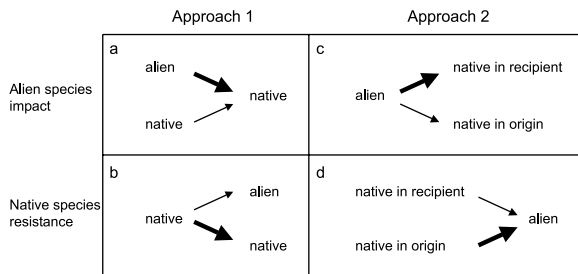 Approach 1
Approach 2
Alien species
impact
a
alien
native
native
c
alien
native in recipient
native in origin
Native species
resistance
b
native
alien
native
d
native in recipient
native in origin
alien